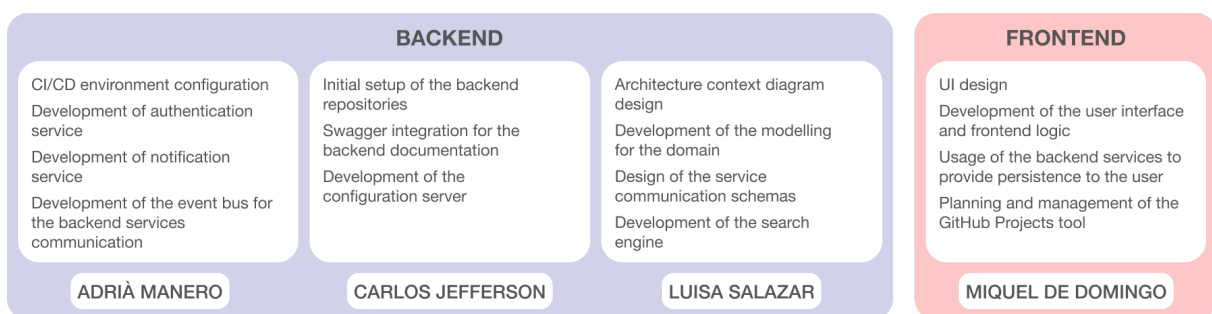 BACKEND
CI/CD environment configuration
Development of authentication
service
Development of notification
service
Development of the event bus for
the backend services
communication
ADRIÀ MANERO
Initial setup of the backend
repositories
Swagger integration for the
backend documentation
Development of the
configuration server
CARLOS JEFFERSON
Architecture context diagram
design
Development of the modelling
for the domain
Design of the service
communication schemas
Development of the search
engine
LUISA SALAZAR
FRONTEND
UI design
Development of the user interface
and frontend logic
Usage of the backend services to
provide persistence to the user
Planning and management of the
GitHub Projects tool
MIQUEL DE DOMINGO